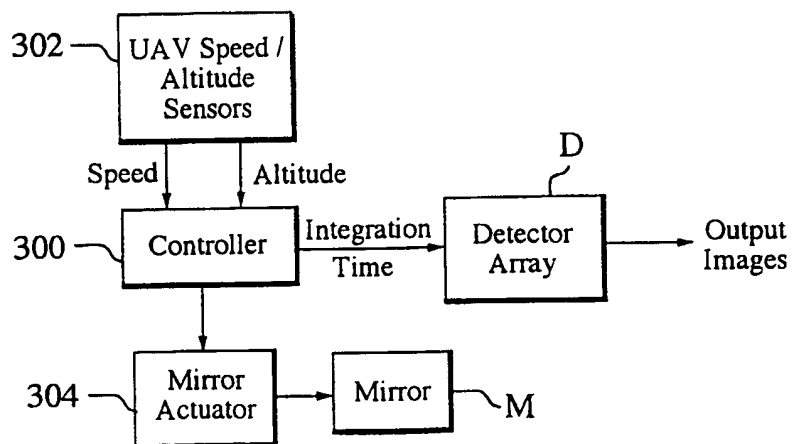 302
UAV Speed /
Altitude
Sensors
Speed
Altitude
D
300
Controller
Integration
Time
Detector
Array
Output
Images
304
Mirror
Actuator
Mirror
M